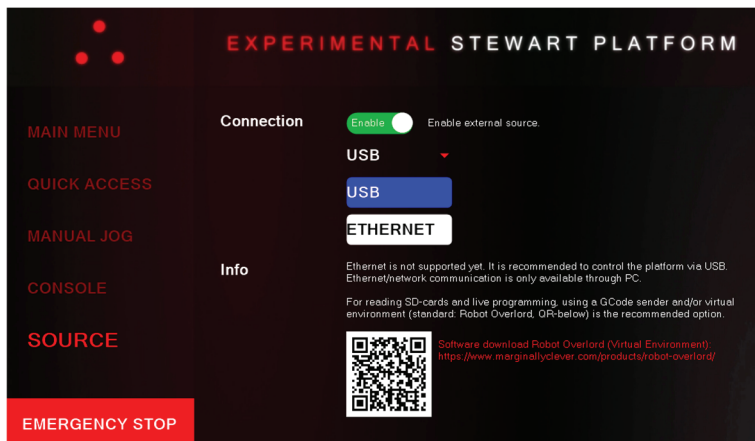 EXPERIMENTAL STEWART PLATFORM
MAIN MENU
QUICK ACCESS
MANUAL JOG
CONSOLE
SOURCE
EMERGENCY STOP
Connection
Enable
Enable external source.
USB
USB
ETHERNET
Info
Ethernet is not supported yet. It is recommended to control the platform via USB.
Ethernet/network communication is only available through PC.
For reading SD-cards and live programming, using a GCode sender and/or virtual
environment (standard: Robot Overlord, QR-below) is the recommended option.
Software download Robot Overlord (Virtual Environment):
https://www.marginallyclever.com/products/robot-overlord/